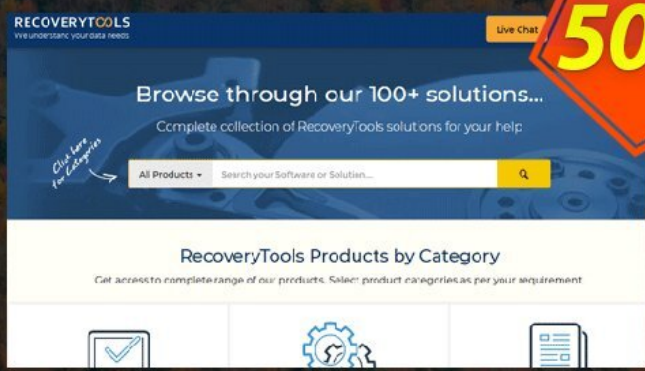 RECOVERYTOOLS
We understand your data needs
Live Chat
50
Browse through our 100+ solutions...
Complete collection of RecoveryTools solutions for your help
Click here
for Categories
All Products
Search your Software or Solution...
RecoveryTools Products by Category
Get access to complete range of our products. Select product categories as per your requirement